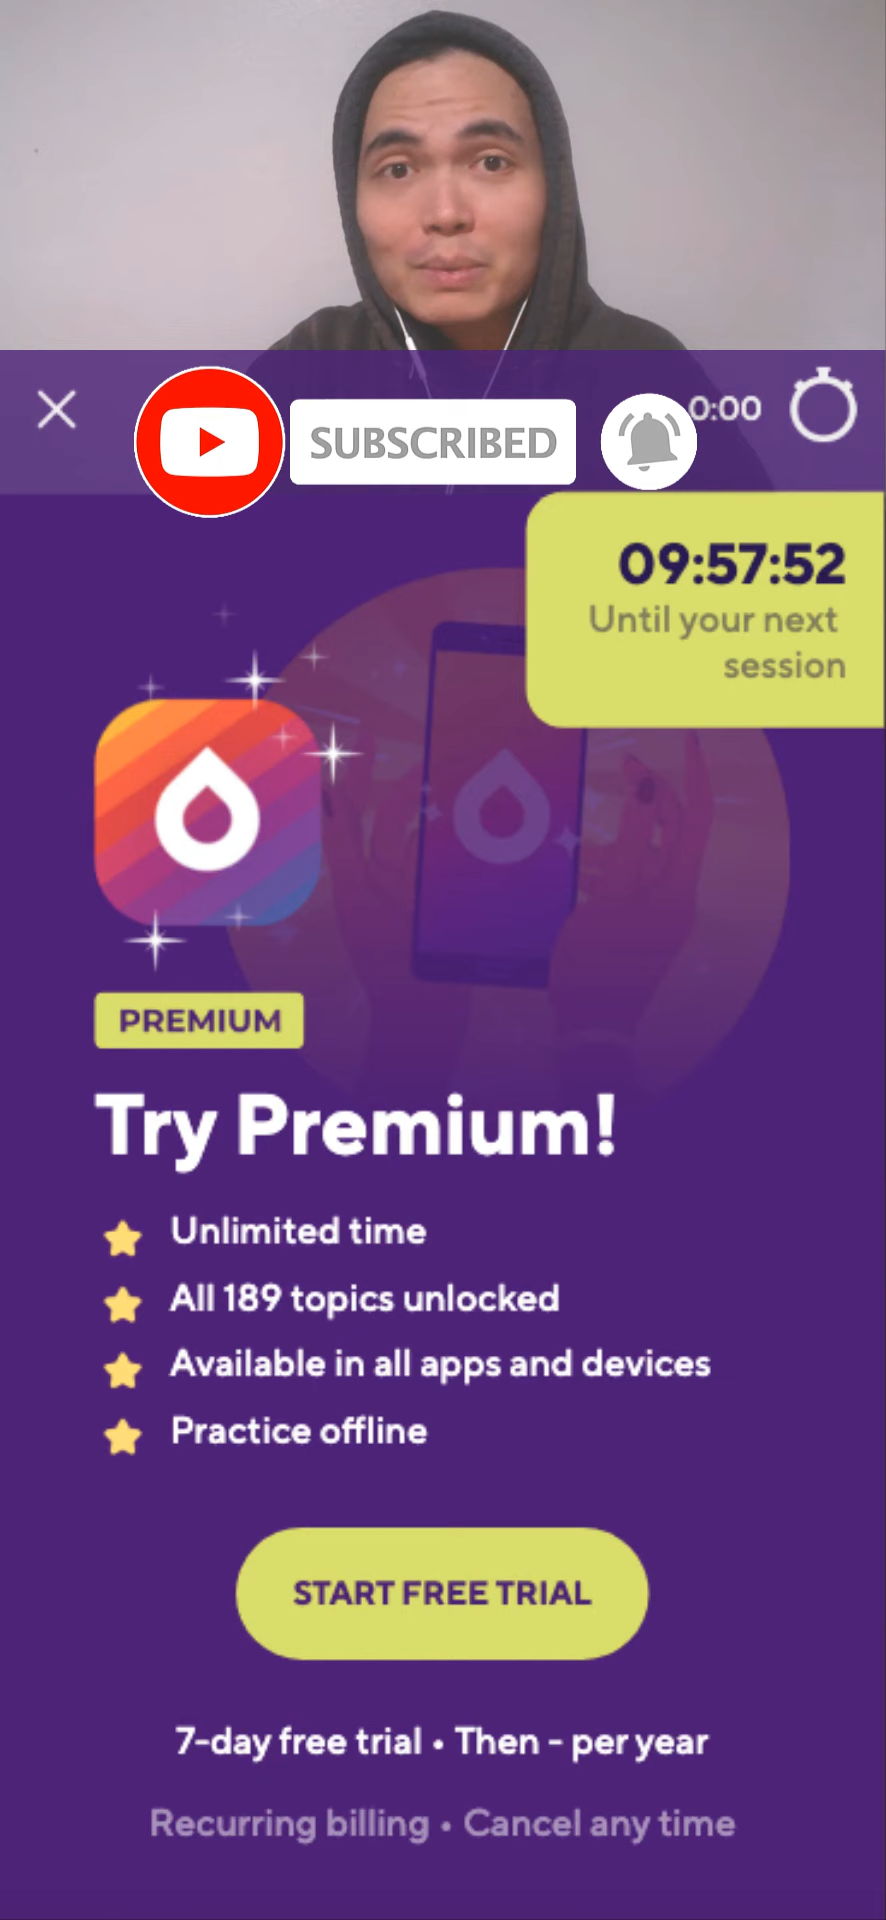 SUBSCRIBED
0:00
09:57:52
Until your next
session
PREMIUM
Try Premium!
Unlimited time
All 189 topics unlocked
Available in all apps and devices
Practice offline
START FREE TRIAL
7-day free trial • Then - per year
Recurring billing • Cancel any time